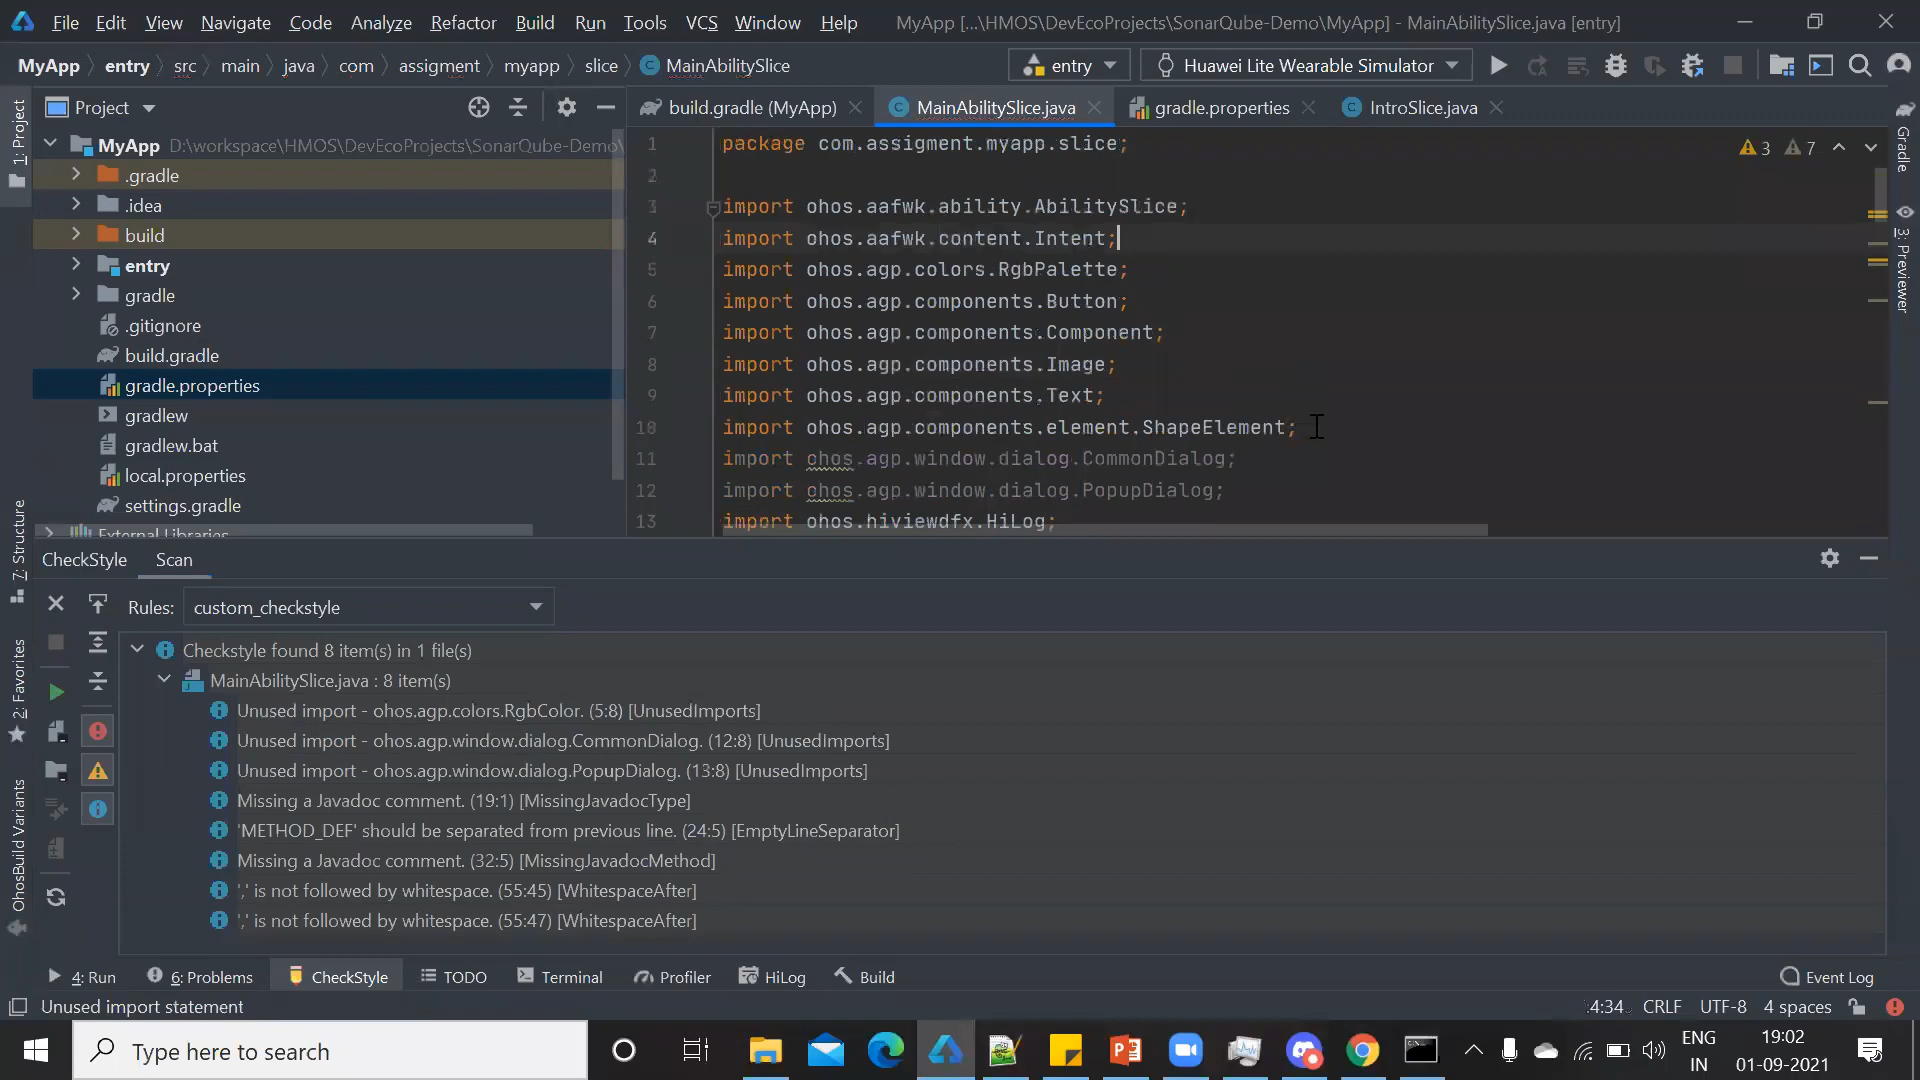 File Edit View Navigate Code Analyze Refactor Build Run Tools VCS Window Help MyApp [...\HMOS\DevEcoProjects\SonarQube-Demo\MyApp] - MainAbilitySlice.java [entry]
MyApp entry src main java com assigment myapp slice MainAbilitySlice entry Huawei Lite Wearable Simulator
Project
build.gradle (MyApp) MainAbilitySlice.java gradle.properties IntroSlice.java
1: Project
7: Structure
2: Favorites
OhosBuild Variants
Gradle
3: Previewer
MyApp D:\workspace\HMOS\DevEcoProjects\SonarQube-Demo\
.gradle
.idea
build
entry
gradle
.gitignore
build.gradle
gradle.properties
gradlew
gradlew.bat
local.properties
settings.gradle
External Libraries
3 7
1 package com.assigment.myapp.slice;
2
3 import ohos.aafwk.ability.AbilitySlice;
4 import ohos.aafwk.content.Intent;
5 import ohos.agp.colors.RgbPalette;
6 import ohos.agp.components.Button;
7 import ohos.agp.components.Component;
8 import ohos.agp.components.Image;
9 import ohos.agp.components.Text;
10 import ohos.agp.components.element.ShapeElement;
11 import ohos.agp.window.dialog.CommonDialog;
12 import ohos.agp.window.dialog.PopupDialog;
13 import ohos.hiviewdfx.HiLog;
CheckStyle Scan
Rules: custom_checkstyle
Checkstyle found 8 item(s) in 1 file(s)
MainAbilitySlice.java : 8 item(s)
Unused import - ohos.agp.colors.RgbColor. (5:8) [UnusedImports]
Unused import - ohos.agp.window.dialog.CommonDialog. (12:8) [UnusedImports]
Unused import - ohos.agp.window.dialog.PopupDialog. (13:8) [UnusedImports]
Missing a Javadoc comment. (19:1) [MissingJavadocType]
'METHOD_DEF' should be separated from previous line. (24:5) [EmptyLineSeparator]
Missing a Javadoc comment. (32:5) [MissingJavadocMethod]
',' is not followed by whitespace. (55:45) [WhitespaceAfter]
',' is not followed by whitespace. (55:47) [WhitespaceAfter]
4: Run 6: Problems CheckStyle TODO Terminal Profiler HiLog Build Event Log
Unused import statement 4:34 CRLF UTF-8 4 spaces
Type here to search
ENG
IN
19:02
01-09-2021